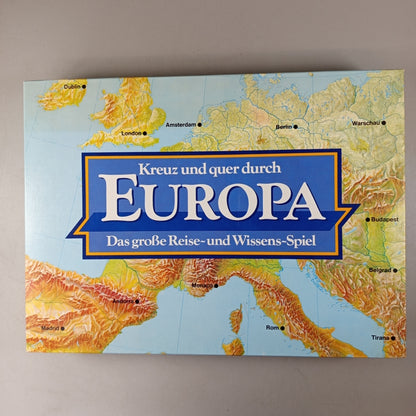 Dublin
London
Amsterdam
Berlin
Warschau
Kreuz und quer durch
EUROPA
Das große Reise- und Wissens-Spiel
Budapest
Belgrad
Monaco
Andorra
Madrid
Rom
Tirana